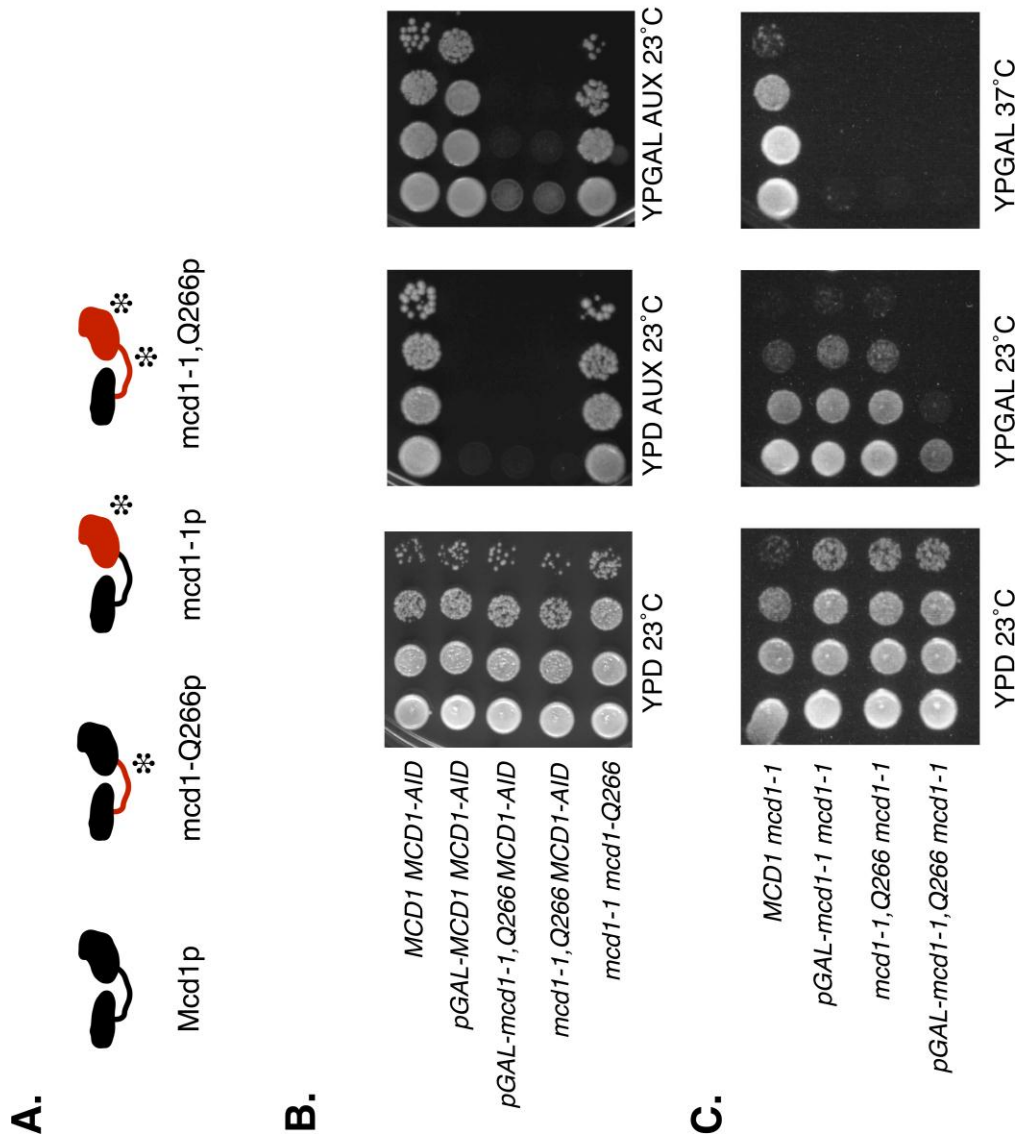 A.
Mcd1p
mcd1-Q266p
mcd1-1p
mcd1-1,Q266p
B.
MCD1 MCD1-AID
pGAL-MCD1 MCD1-AID
pGAL-mcd1-1,Q266 MCD1-AID
mcd1-1,Q266 MCD1-AID
mcd1-1 mcd1-Q266
YPD 23˚C
YPD AUX 23˚C
YPGAL AUX 23˚C
C.
MCD1 mcd1-1
pGAL-mcd1-1 mcd1-1
mcd1-1,Q266 mcd1-1
pGAL-mcd1-1,Q266 mcd1-1
YPD 23˚C
YPGAL 23˚C
YPGAL 37˚C